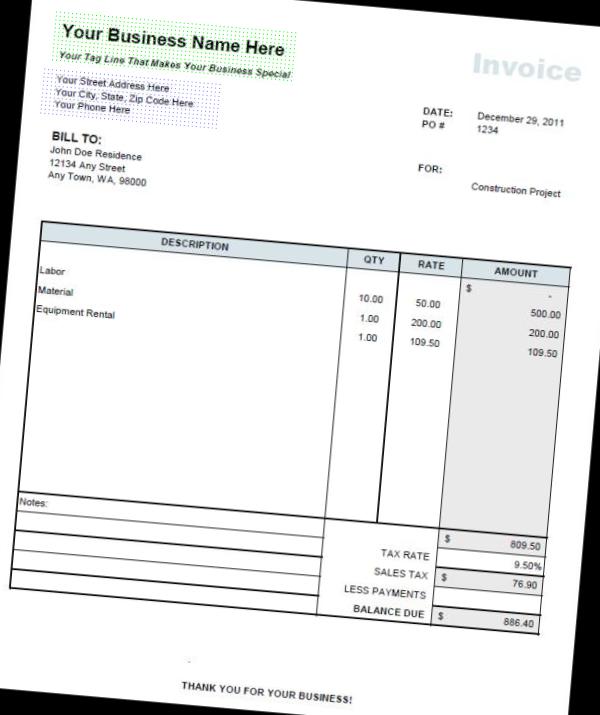 Your Business Name Here
Your Tag Line That Makes Your Business Special
Invoice
Your Street Address Here
Your City, State, Zip Code Here
Your Phone Here
DATE: December 29, 2011
PO # 1234
BILL TO:
John Doe Residence
12134 Any Street
Any Town, WA, 98000
FOR:
Construction Project
DESCRIPTION QTY RATE AMOUNT
$ -
Labor 10.00 50.00 500.00
Material 1.00 200.00 200.00
Equipment Rental 1.00 109.50 109.50
Notes:
$ 809.50
TAX RATE 9.50%
SALES TAX $ 76.90
LESS PAYMENTS
BALANCE DUE $ 886.40
THANK YOU FOR YOUR BUSINESS!